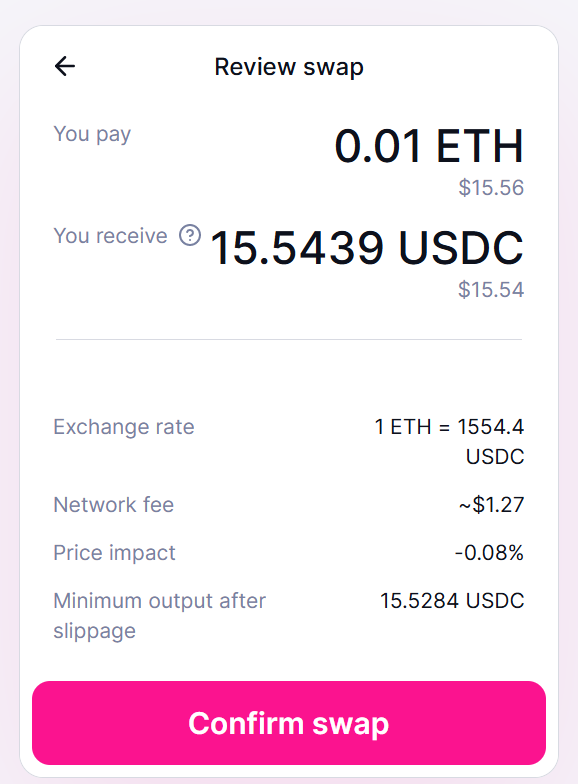 Review swap
You pay
0.01 ETH
$15.56
You receive
15.5439 USDC
$15.54
Exchange rate
1 ETH = 1554.4
USDC
Network fee
~$1.27
Price impact
-0.08%
Minimum output after
slippage
15.5284 USDC
Confirm swap